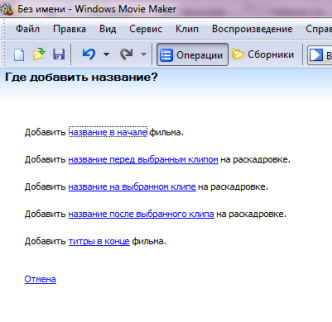 Без имени - Windows Movie Maker
Файл Правка Вид Сервис Клип Воспроизведение Спра
Операции Сборники В
Где добавить название?
Добавить название в начале фильма.
Добавить название перед выбранным клипом на раскадровке.
Добавить название на выбранном клипе на раскадровке.
Добавить название после выбранного клипа на раскадровке.
Добавить титры в конце фильма.
Отмена